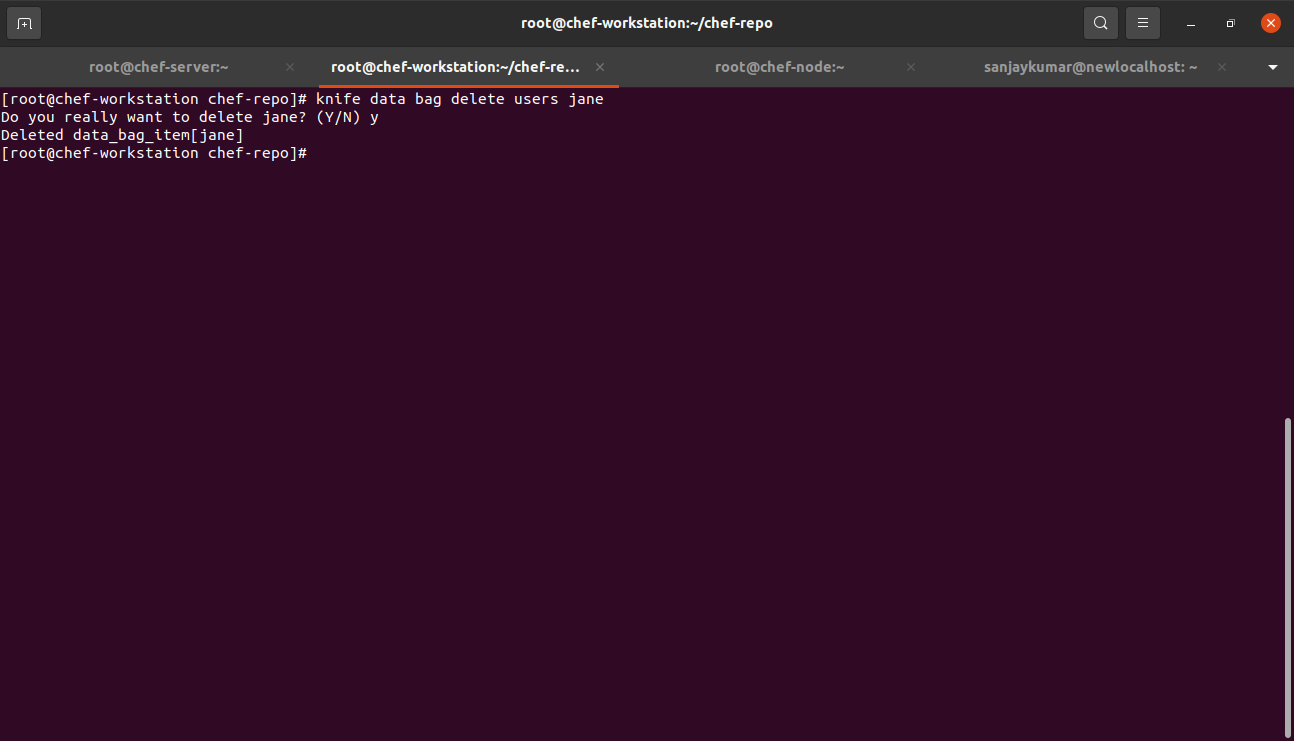 root@chef-workstation:~/chef-repo
root@chef-server:~
root@chef-workstation:~/chef-re...
root@chef-node:~
sanjaykumar@newlocalhost: ~
[root@chef-workstation chef-repo]# knife data bag delete users jane
Do you really want to delete jane? (Y/N) y
Deleted data_bag_item[jane]
[root@chef-workstation chef-repo]#